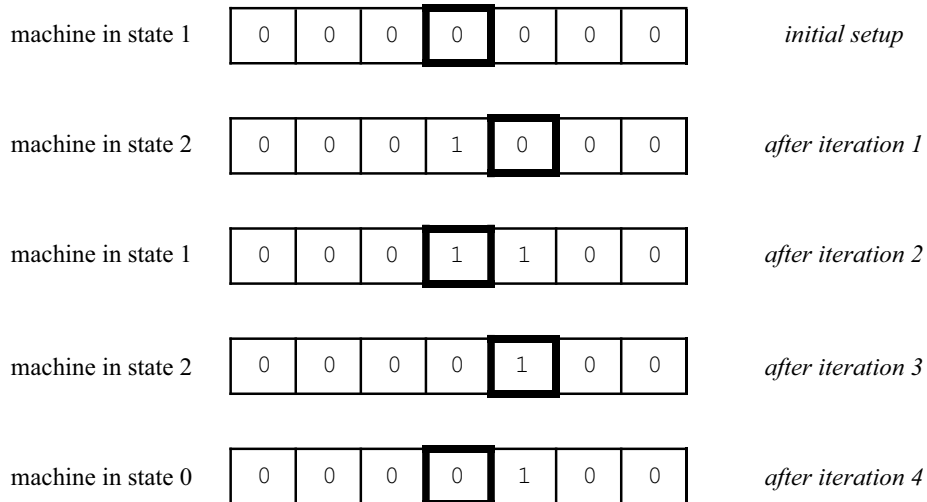 machine in state 1 0 0 0 0 0 0 0 initial setup
machine in state 2 0 0 0 1 0 0 0 after iteration 1
machine in state 1 0 0 0 1 1 0 0 after iteration 2
machine in state 2 0 0 0 0 1 0 0 after iteration 3
machine in state 0 0 0 0 0 1 0 0 after iteration 4